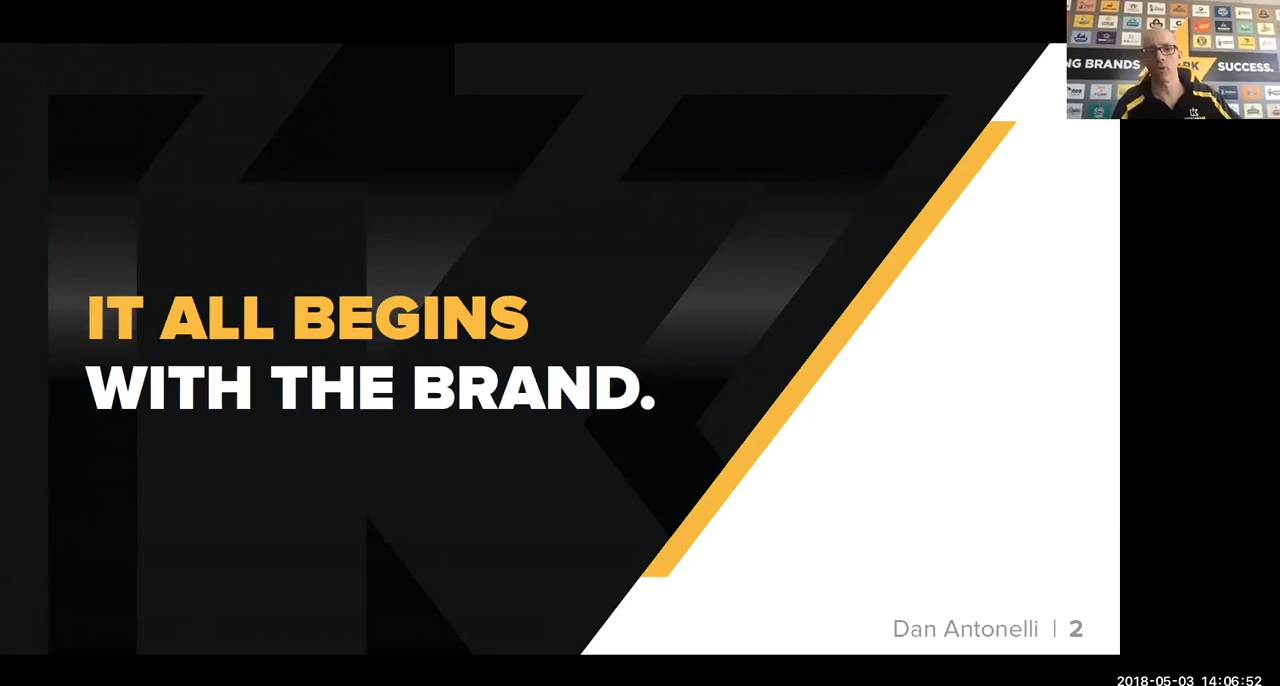 IT ALL BEGINS
WITH THE BRAND.
NG BRANDS
SUCCESS.
Dan Antonelli | 2
2018-05-03 14:06:52